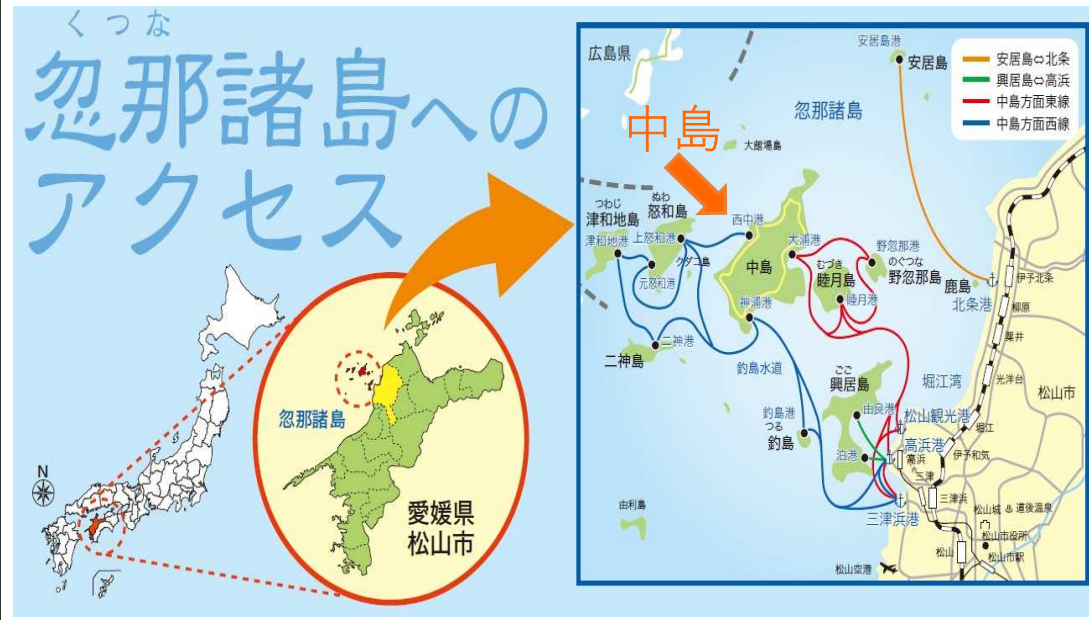 くつな
忽那諸島への
アクセス
N
忽那諸島
愛媛県
松山市
広島県
安居島港
安居島
安居島⇔北条
興居島⇔高浜
中島方面東線
中島方面西線
忽那諸島
中島
大館場島
つわじ
津和地島
津和地港
ぬわ
怒和島
上怒和港
元怒和港
クダコ島
西中港
大浦港
中島
神浦港
むづき
睦月島
睦月港
野忽那港
のぐつな
野忽那島
鹿島
北条港
伊予北条
柳原
粟井
光洋台
堀江湾
松山市
二神港
二神島
釣島水道
釣島港
つる
釣島
ごご
興居島
由良港
泊港
松山観光港
高浜港
高浜
三津
堀江
伊予和気
三津浜
三津浜港
松山城
道後温泉
松山市役所
松山
松山市駅
松山空港
由利島